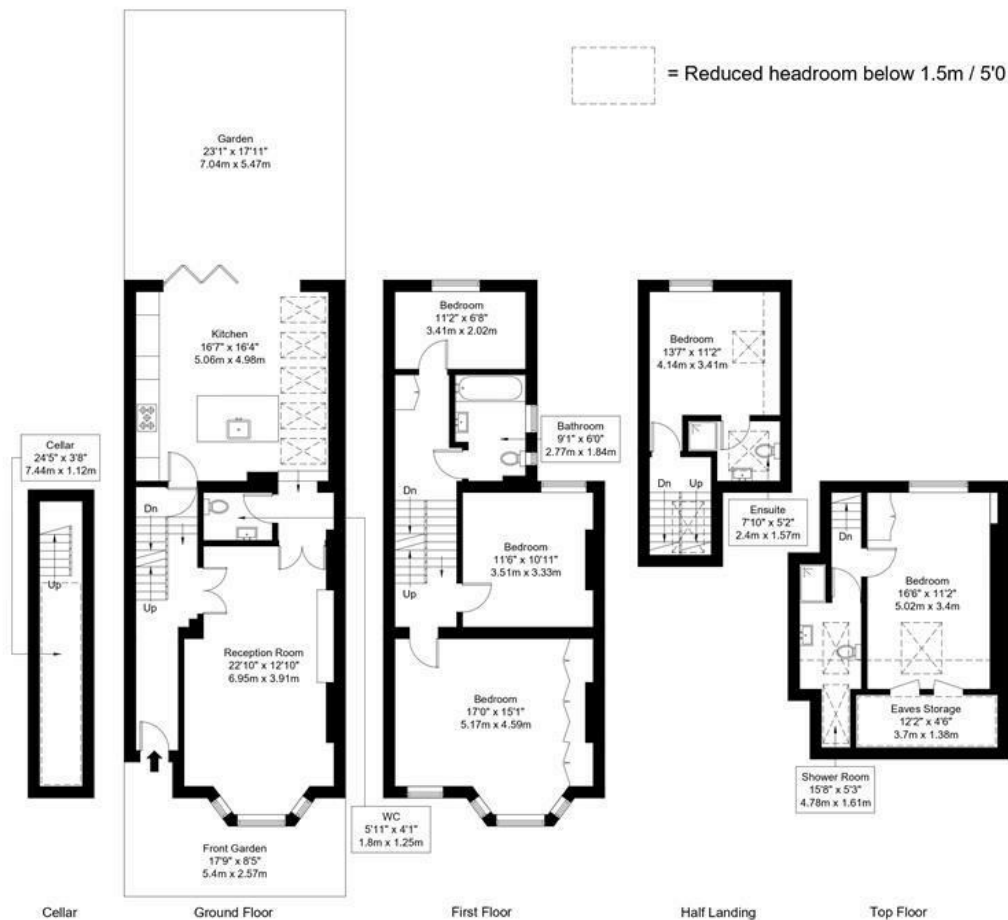 = Reduced headroom below 1.5m / 5'0
Garden
23'1" x 17'11"
7.04m x 5.47m
Kitchen
16'7" x 16'4"
5.06m x 4.98m
Cellar
24'5" x 3'8"
7.44m x 1.12m
Up
Dn
Up
Reception Room
22'10" x 12'10"
6.95m x 3.91m
WC
5'11" x 4'1"
1.8m x 1.25m
Front Garden
17'9" x 8'5"
5.4m x 2.57m
Bedroom
11'2" x 6'8"
3.41m x 2.02m
Bathroom
9'1" x 6'0"
2.77m x 1.84m
Dn
Up
Bedroom
11'6" x 10'11"
3.51m x 3.33m
Bedroom
17'0" x 15'1"
5.17m x 4.59m
Bedroom
13'7" x 11'2"
4.14m x 3.41m
Dn
Up
Ensuite
7'10" x 5'2"
2.4m x 1.57m
Dn
Bedroom
16'6" x 11'2"
5.02m x 3.4m
Eaves Storage
12'2" x 4'6"
3.7m x 1.38m
Shower Room
15'8" x 5'3"
4.78m x 1.61m
Cellar
Ground Floor
First Floor
Half Landing
Top Floor